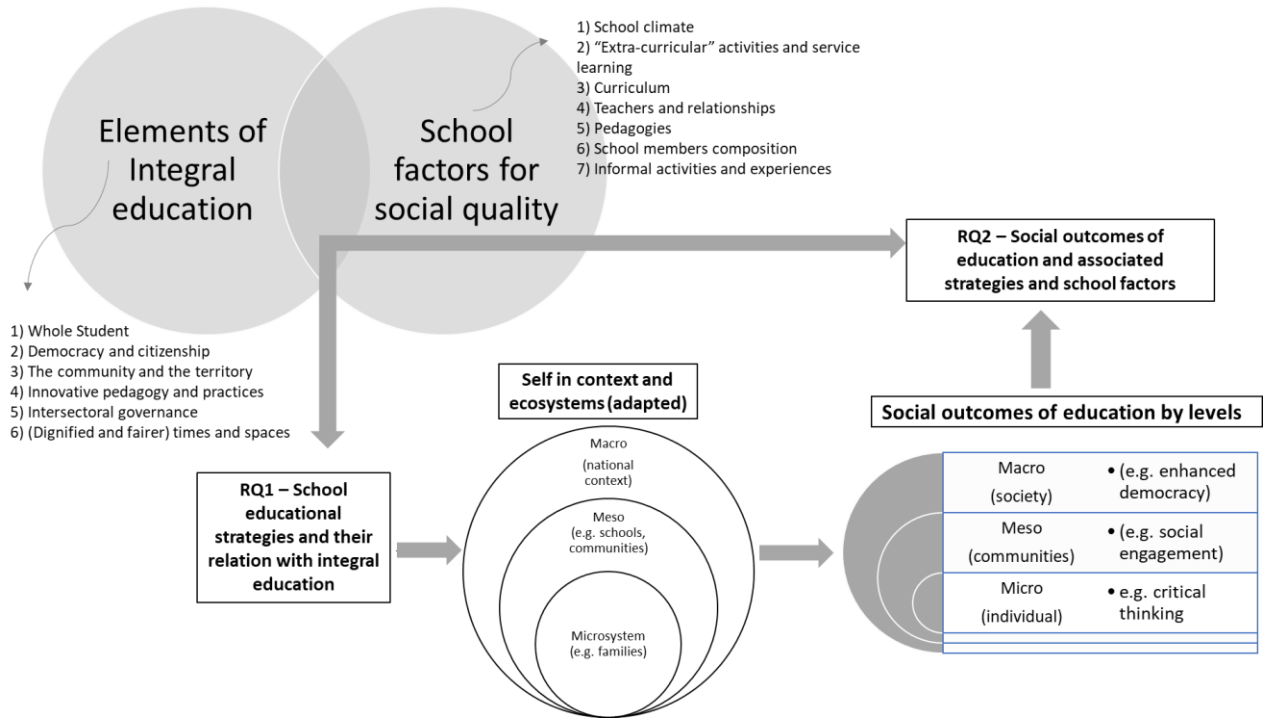 Elements of
Integral
education
School
factors for
social quality
1) School climate
2) “Extra-curricular” activities and service
learning
3) Curriculum
4) Teachers and relationships
5) Pedagogies
6) School members composition
7) Informal activities and experiences
1) Whole Student
2) Democracy and citizenship
3) The community and the territory
4) Innovative pedagogy and practices
5) Intersectoral governance
6) (Dignified and fairer) times and spaces
RQ2 – Social outcomes of
education and associated
strategies and school factors
RQ1 – School
educational
strategies and their
relation with integral
education
Self in context and
ecosystems (adapted)
Macro
(national
context)
Meso
(e.g. schools,
communities)
Microsystem
(e.g. families)
Social outcomes of education by levels
Macro
(society)
• (e.g. enhanced
democracy)
Meso
(communities)
• (e.g. social
engagement)
Micro
(individual)
• e.g. critical
thinking